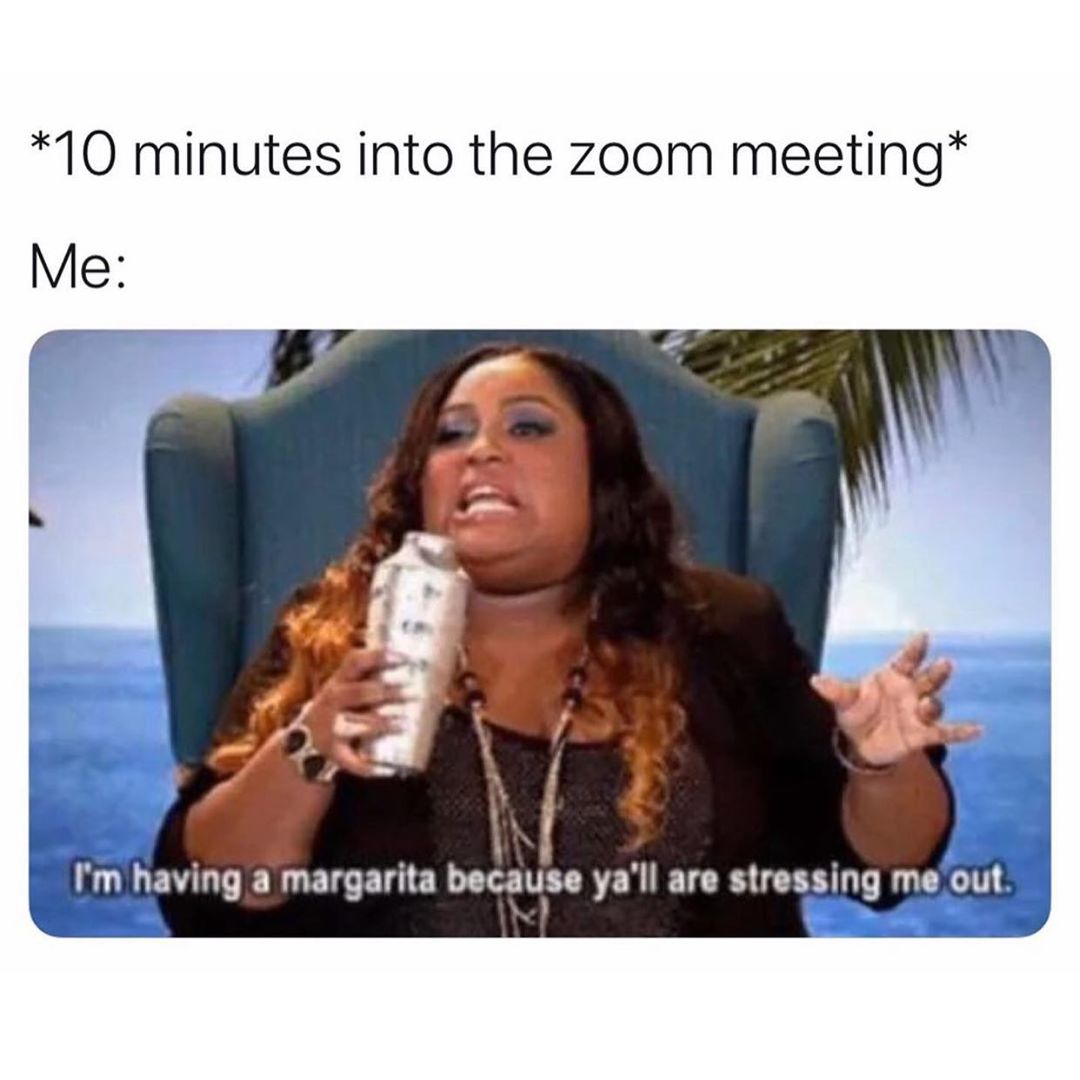 *10 minutes into the zoom meeting*
Me:
I'm having a margarita because ya'll are stressing me out.